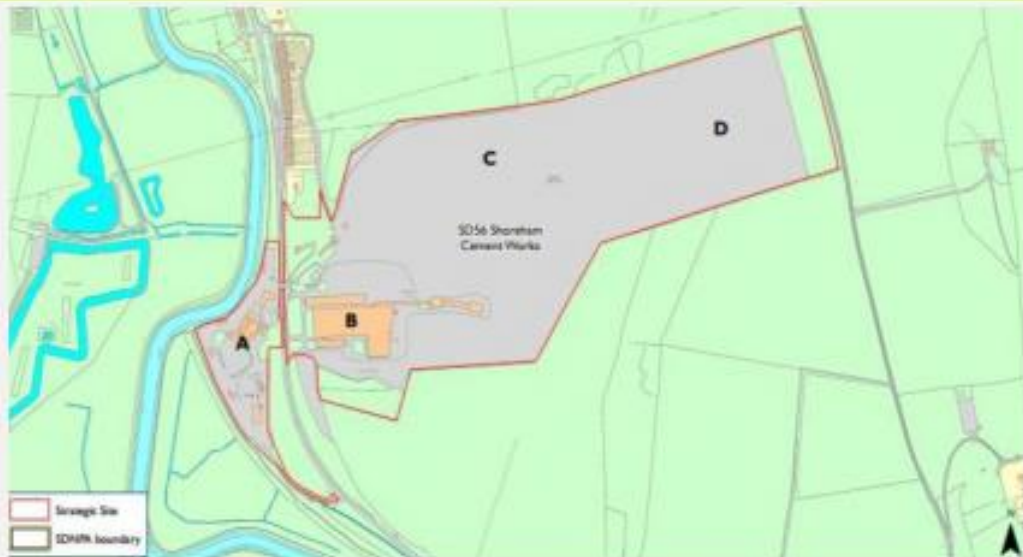 C
D
SD56 Shoreham
Cement Works
B
A
Strategic Site
SDNPA boundary